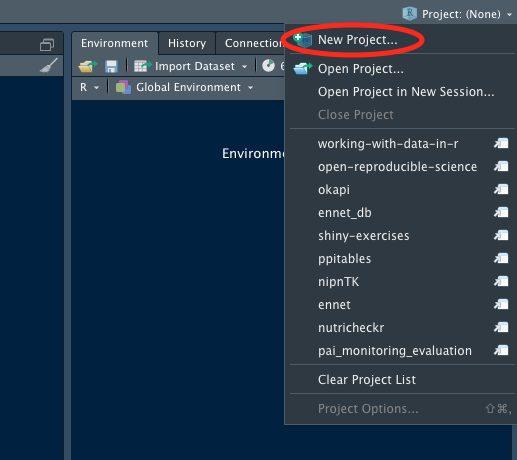 Project: (None)
Environment History Connection
Import Dataset
R Global Environment
Environme
New Project...
Open Project...
Open Project in New Session...
Close Project
working-with-data-in-r
open-reproducible-science
okapi
ennet_db
shiny-exercises
ppitables
nipnTK
ennet
nutricheckr
pai_monitoring_evaluation
Clear Project List
Project Options... ⇧⌘,